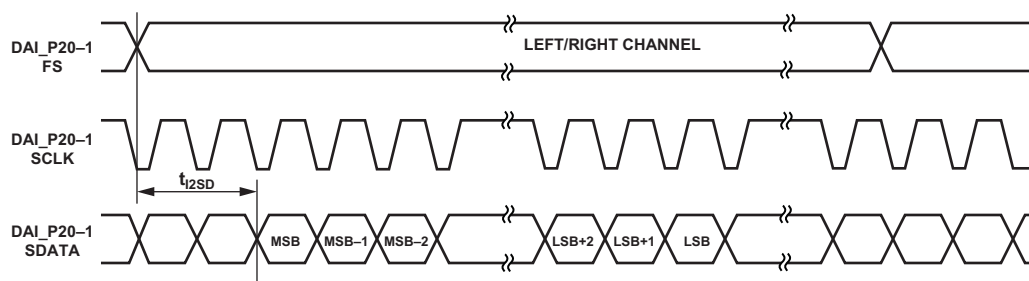 DAI_P20–1
FS
LEFT/RIGHT CHANNEL
DAI_P20–1
SCLK
tI2SD
DAI_P20–1
SDATA
MSB
MSB–1
MSB–2
LSB+2
LSB+1
LSB